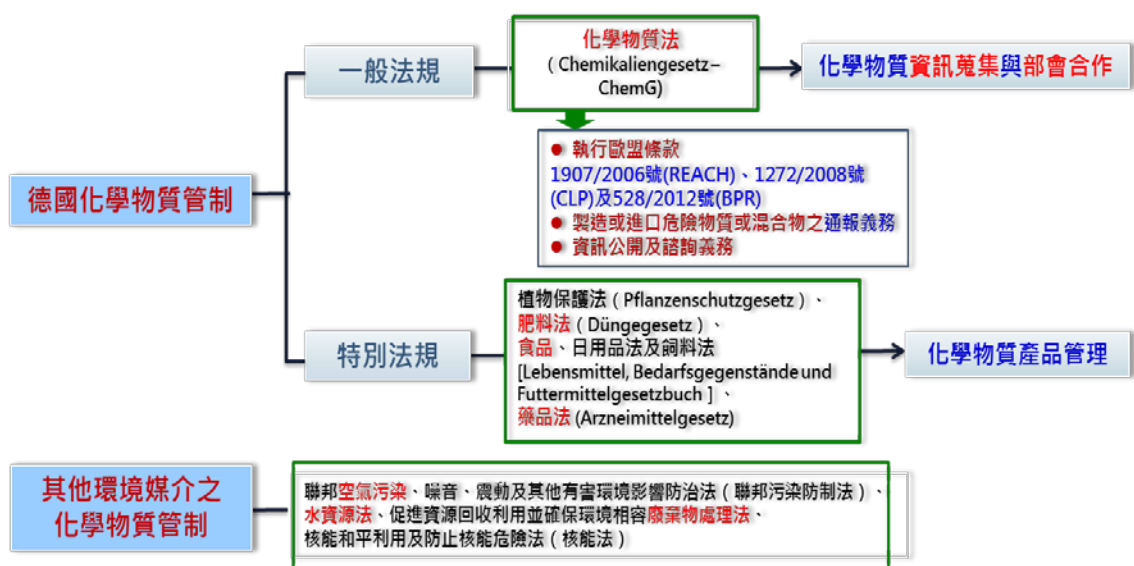 德國化學物質管制
一般法規
化學物質法
( Chemikaliengesetz–
ChemG)
化學物質資訊蒐集與部會合作
● 執行歐盟條款
1907/2006號(REACH)、1272/2008號
(CLP)及528/2012號(BPR)
● 製造或進口危險物質或混合物之通報義務
● 資訊公開及諮詢義務
特別法規
植物保護法 ( Pflanzenschutzgesetz ) 、
肥料法 ( Düngegesetz ) 、
食品、日用品法及飼料法
[Lebensmittel, Bedarfsgegenstände und
Futtermittelgesetzbuch ] 、
藥品法 (Arzneimittelgesetz)
化學物質產品管理
其他環境媒介之
化學物質管制
聯邦空氣污染、噪音、震動及其他有害環境影響防治法 ( 聯邦污染防制法 ) 、
水資源法、促進資源回收利用並確保環境相容廢棄物處理法、
核能和平利用及防止核能危險法 ( 核能法 )